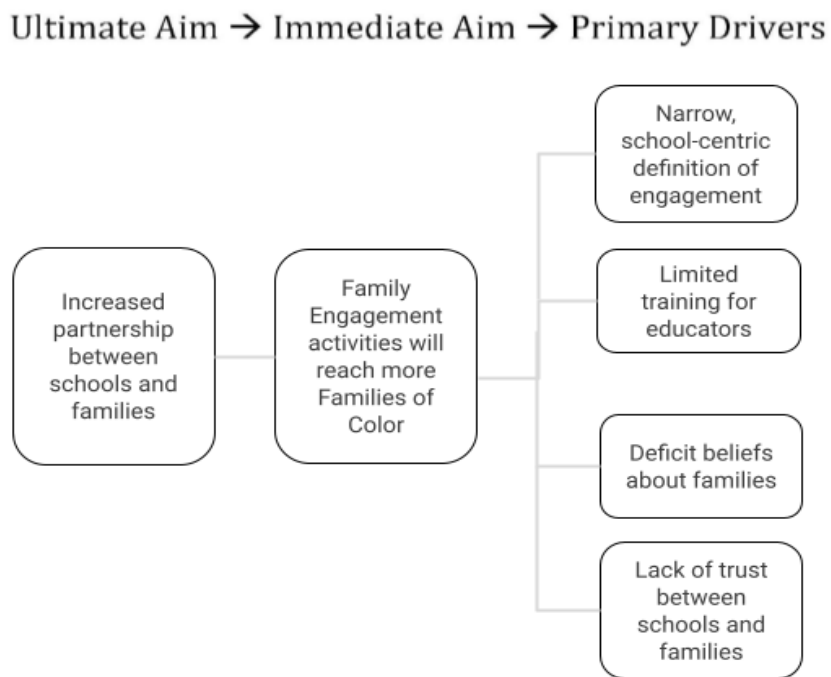 Ultimate Aim → Immediate Aim → Primary Drivers
Increased
partnership
between
schools and
families
Family
Engagement
activities will
reach more
Families of
Color
Narrow,
school-centric
definition of
engagement
Limited
training for
educators
Deficit beliefs
about families
Lack of trust
between
schools and
families